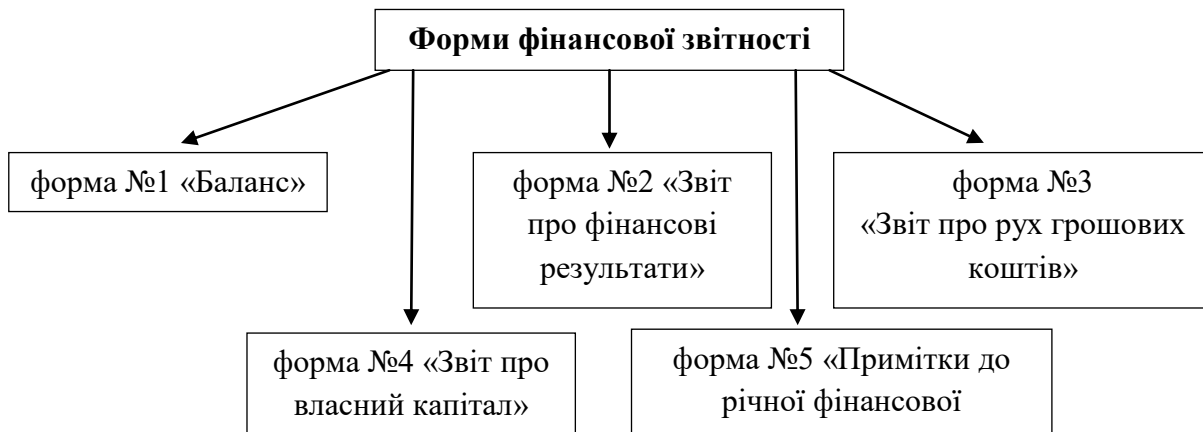 Форми фінансової звітності
форма №1 «Баланс»
форма №2 «Звіт
про фінансові
результати»
форма №3
«Звіт про рух грошових
коштів»
форма №4 «Звіт про
власний капітал»
форма №5 «Примітки до
річної фінансової